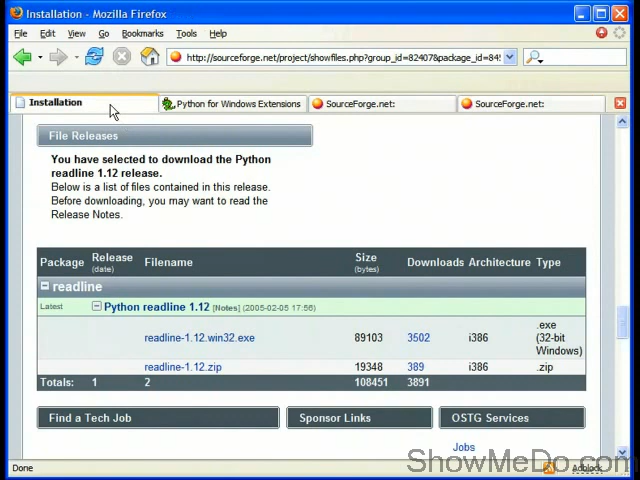 Installation - Mozilla Firefox
File Edit View Go Bookmarks Tools Help
http://sourceforge.net/project/showfiles.php?group_id=82407&package_id=84
Installation Python for Windows Extensions SourceForge.net: SourceForge.net:
File Releases
You have selected to download the Python
readline 1.12 release.
Below is a list of files contained in this release.
Before downloading, you may want to read the
Release Notes.
Package Release (date) Filename Size (bytes) Downloads Architecture Type
readline
Latest Python readline 1.12 [Notes] (2005-02-05 17:56)
readline-1.12.win32.exe 89103 3502 i386 .exe (32-bit Windows)
readline-1.12.zip 19348 389 i386 .zip
Totals: 1 2 108451 3891
Find a Tech Job Sponsor Links OSTG Services
Jobs
ShowMeDo.com
Done Adblock